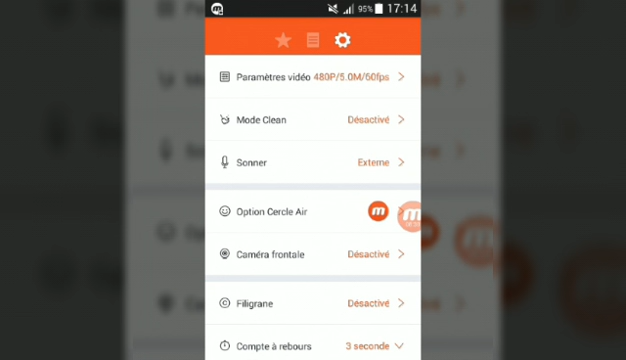 95% 17:14
Paramètres vidéo 480P/5.0M/60fps
Mode Clean Désactivé
Sonner Externe
Option Cercle Air
Caméra frontale Désactivé
Filigrane Désactivé
Compte à rebours 3 seconde